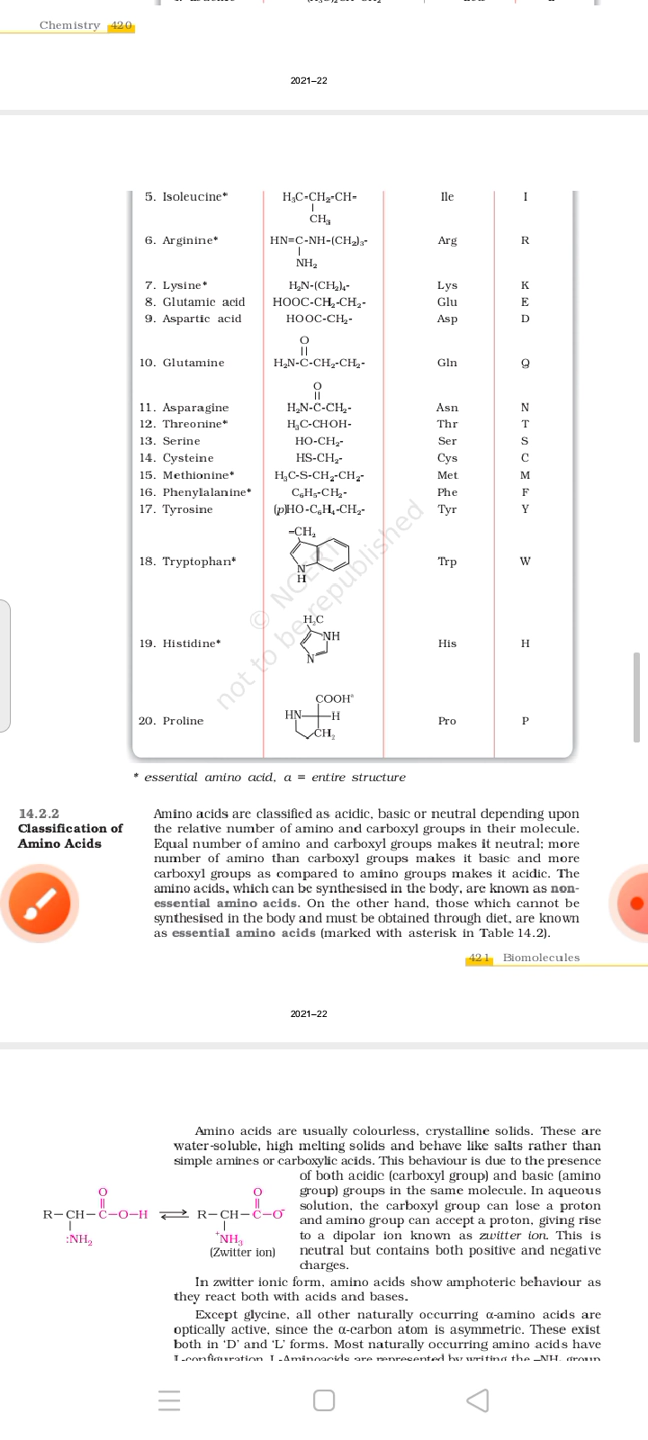 Chemistry 420
2021–22
5. Isoleucine* H₃C-CH₂-CH- Ile I
CH₃
6. Arginine* HN=C-NH-(CH₂)₃- Arg R
NH₂
7. Lysine* H₂N-(CH₂)₄- Lys K
8. Glutamic acid HOOC-CH₂-CH₂- Glu E
9. Aspartic acid HOOC-CH₂- Asp D
O
10. Glutamine H₂N-C-CH₂-CH₂- Gln Q
O
11. Asparagine H₂N-C-CH₂- Asn N
12. Threonine* H₃C-CHOH- Thr T
13. Serine HO-CH₂- Ser S
14. Cysteine HS-CH₂- Cys C
15. Methionine* H₃C-S-CH₂-CH₂- Met M
16. Phenylalanine* C₆H₅-CH₂- Phe F
17. Tyrosine (p)HO-C₆H₄-CH₂- Tyr Y
–CH₂
18. Tryptophan* Trp W
N
H
H₂C
19. Histidine* NH His H
N
COOHᵃ
20. Proline HN H Pro P
CH₂
© NCERT
not to be republished
* essential amino acid, a = entire structure
14.2.2
Classification of
Amino Acids
Amino acids are classified as acidic, basic or neutral depending upon
the relative number of amino and carboxyl groups in their molecule.
Equal number of amino and carboxyl groups makes it neutral; more
number of amino than carboxyl groups makes it basic and more
carboxyl groups as compared to amino groups makes it acidic. The
amino acids, which can be synthesised in the body, are known as non-
essential amino acids. On the other hand, those which cannot be
synthesised in the body and must be obtained through diet, are known
as essential amino acids (marked with asterisk in Table 14.2).
421 Biomolecules
2021–22
Amino acids are usually colourless, crystalline solids. These are
water-soluble, high melting solids and behave like salts rather than
simple amines or carboxylic acids. This behaviour is due to the presence
of both acidic (carboxyl group) and basic (amino
group) groups in the same molecule. In aqueous
solution, the carboxyl group can lose a proton
and amino group can accept a proton, giving rise
to a dipolar ion known as zwitter ion. This is
neutral but contains both positive and negative
charges.
O O
R–CH–C–O–H ⇌ R–CH–C–O⁻
:NH₂ ⁺NH₃
(Zwitter ion)
In zwitter ionic form, amino acids show amphoteric behaviour as
they react both with acids and bases.
Except glycine, all other naturally occurring α-amino acids are
optically active, since the α-carbon atom is asymmetric. These exist
both in ‘D’ and ‘L’ forms. Most naturally occurring amino acids have
L-configuration. L-Aminoacids are represented by writing the –NH₂ group